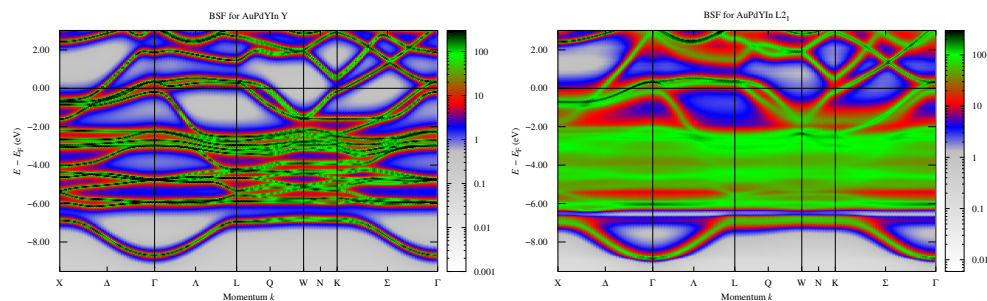 BSF for AuPdYIn Y
2.00
0.00
−2.00
−4.00
−6.00
−8.00
E − E_F (eV)
X Δ Γ Λ L Q W N K Σ Γ
Momentum k
100
10
1
0.1
0.01
0.001
BSF for AuPdYIn L2₁
2.00
0.00
−2.00
−4.00
−6.00
−8.00
E − E_F (eV)
X Δ Γ Λ L Q W N K Σ Γ
Momentum k
100
10
1
0.1
0.01